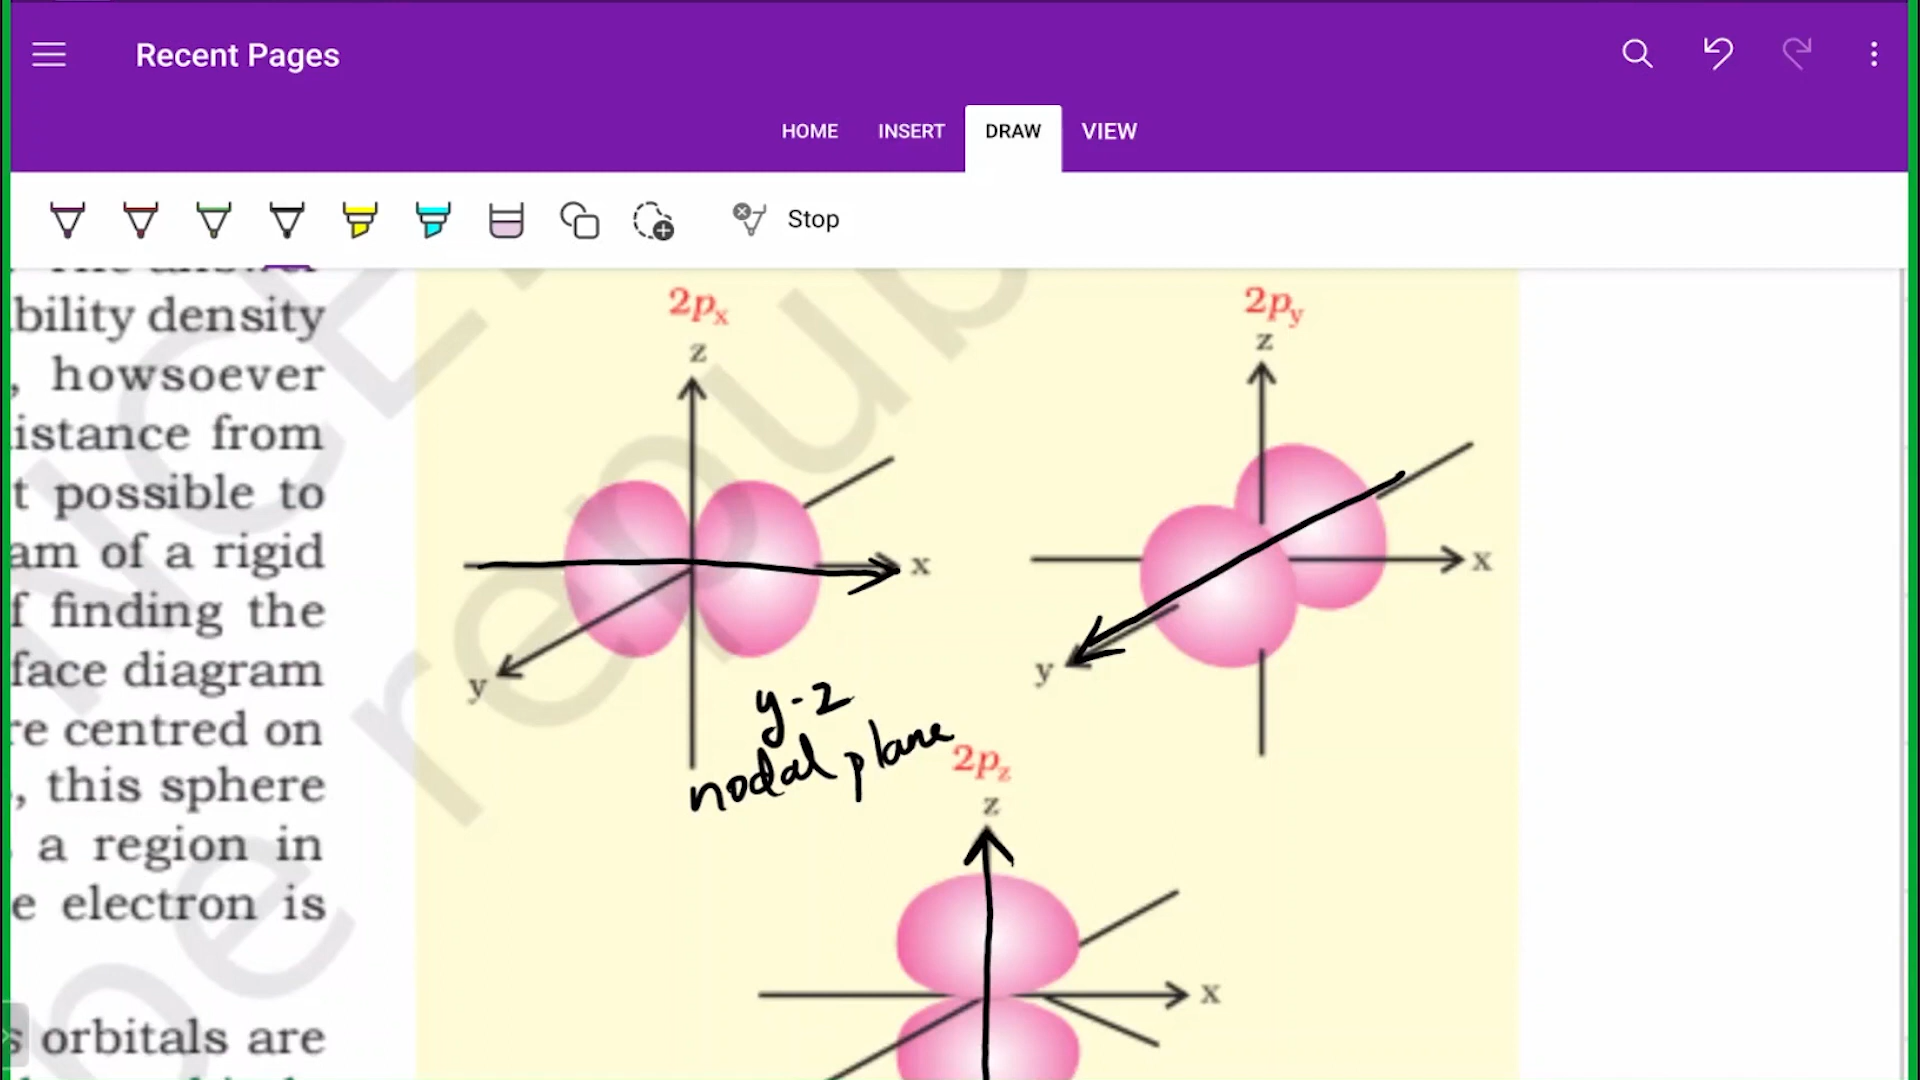 Recent Pages
HOME INSERT DRAW VIEW
Stop
bility density
, howsoever
istance from
t possible to
am of a rigid
f finding the
face diagram
re centred on
, this sphere
a region in
e electron is
s orbitals are
2px
z
x
y
2py
z
x
y
y-z
nodal plane
2pz
z
x
repub